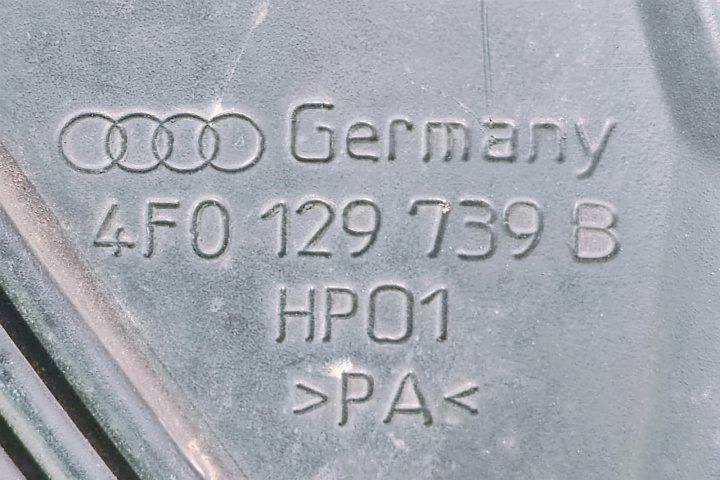 Germany
4F0 129 739 B
HP01
>PA<